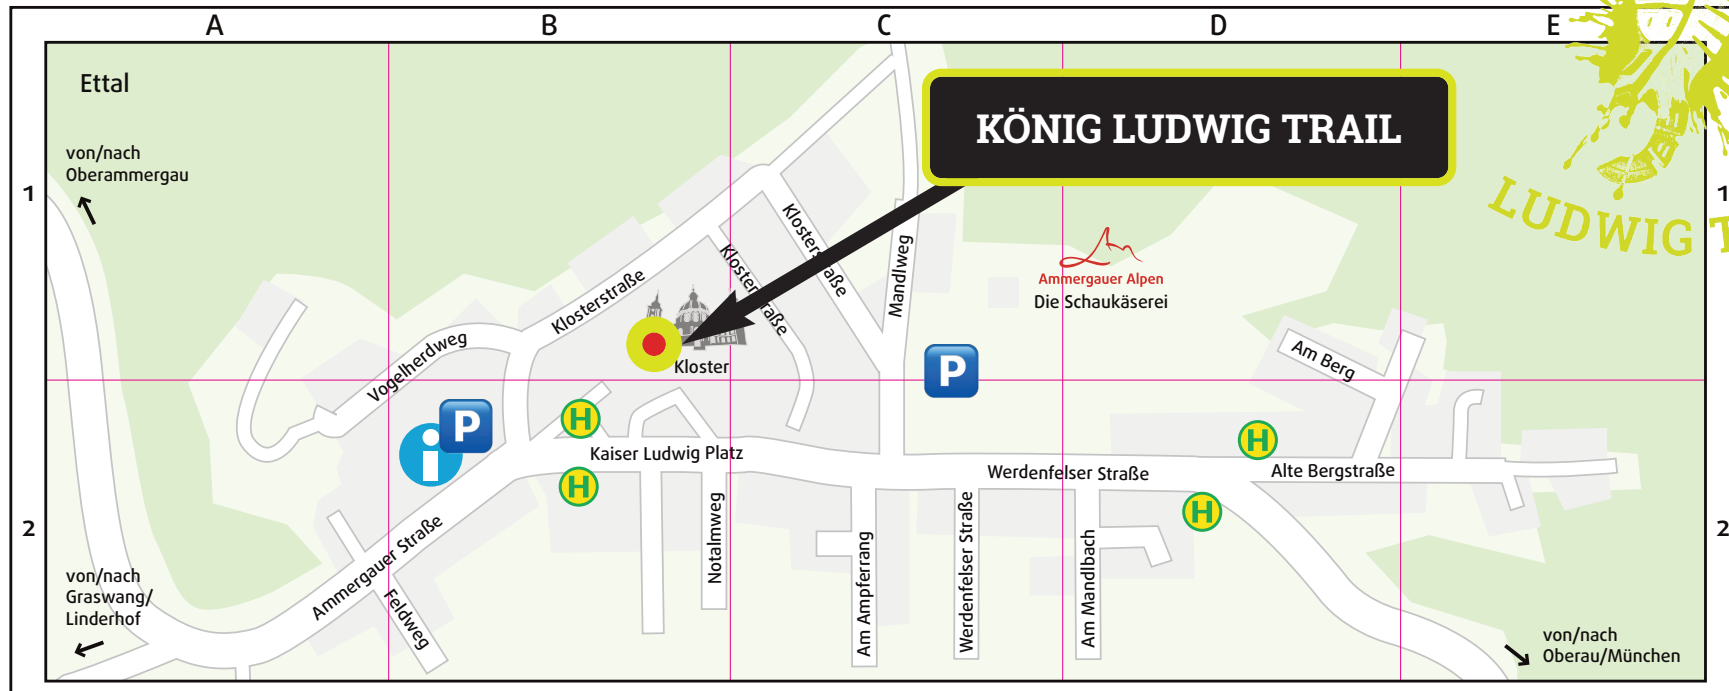 A
B
C
D
E
Ettal
KÖNIG LUDWIG TRAIL
von/nach
Oberammergau
1
1
LUDWIG T
Klosterstraße
Klosterstraße
Klosterstraße
Mandlweg
Ammergauer Alpen
Die Schaukäserei
Vogelherdweg
Kloster
Am Berg
P
P
i
H
H
H
H
Kaiser Ludwig Platz
Werdenfelser Straße
Alte Bergstraße
2
2
Ammergauer Straße
Feldweg
Notalmweg
Am Ampferrang
Werdenfelser Straße
Am Mandlbach
von/nach
Graswang/
Linderhof
von/nach
Oberau/München